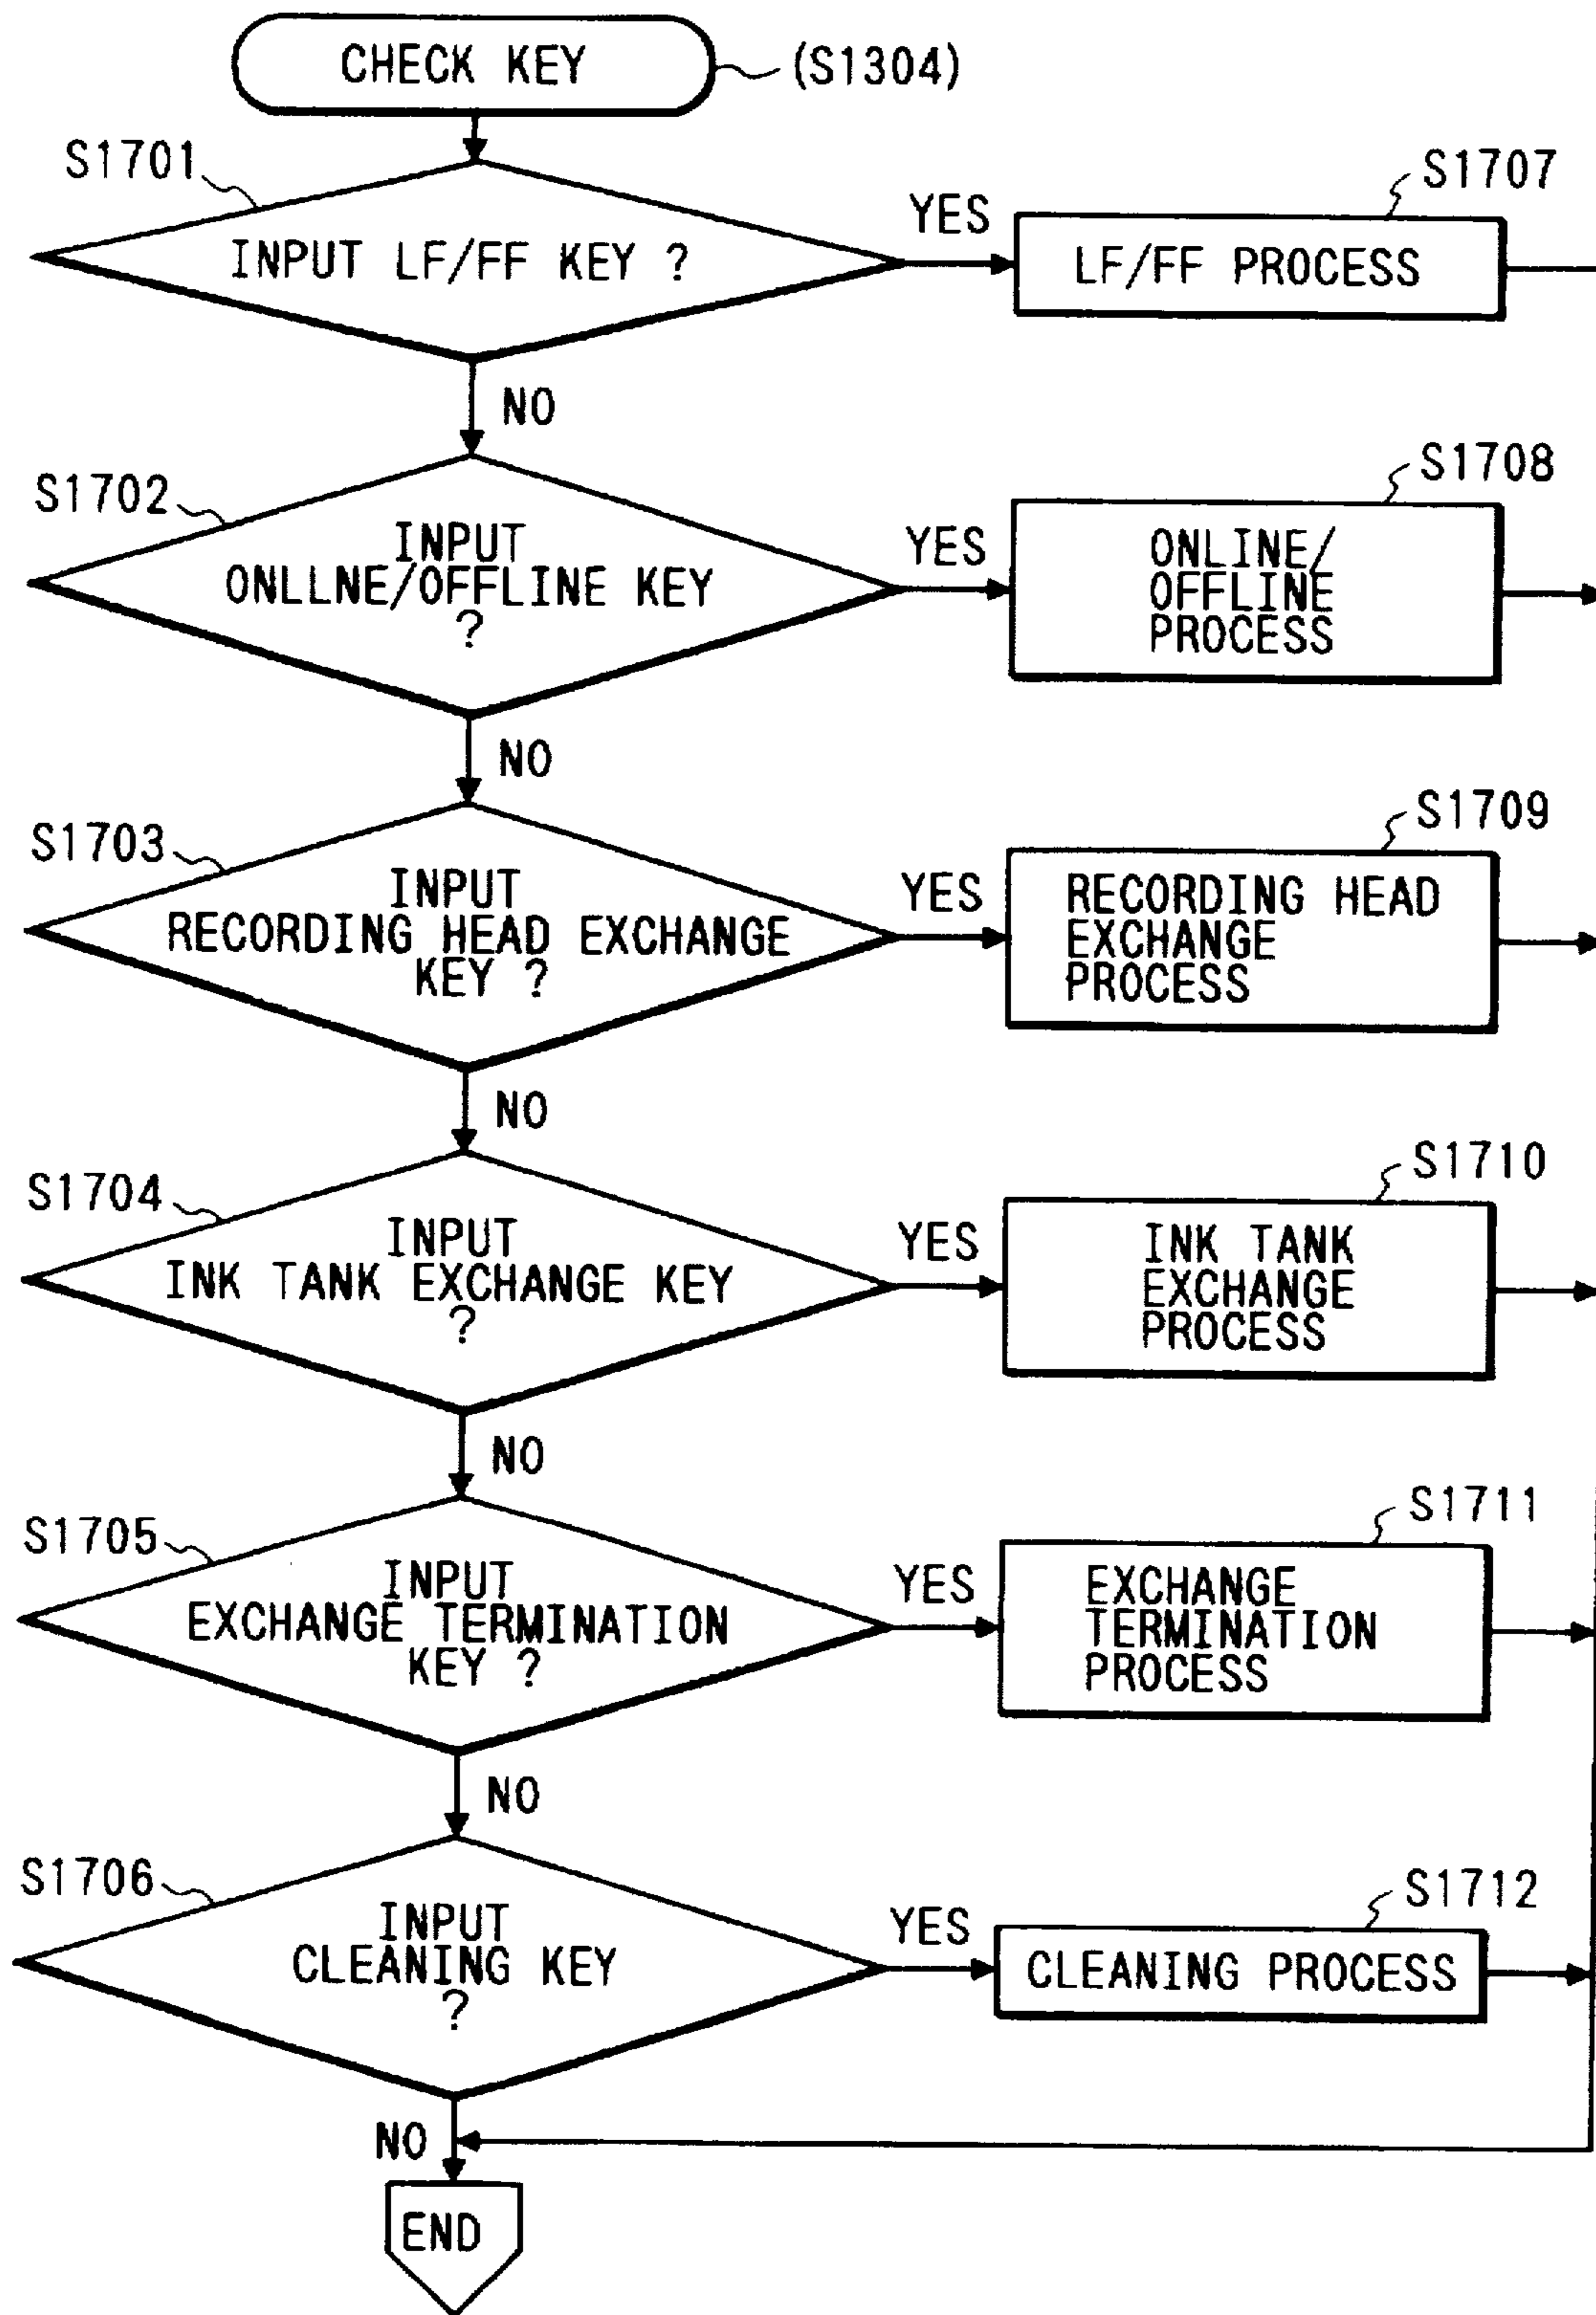 CHECK KEY
(S1304)
S1701
INPUT LF/FF KEY ?
YES
S1707
LF/FF PROCESS
NO
S1702
INPUT
ONLLNE/OFFLINE KEY
?
YES
S1708
ONLINE/
OFFLINE
PROCESS
NO
S1703
INPUT
RECORDING HEAD EXCHANGE
KEY ?
YES
S1709
RECORDING HEAD
EXCHANGE
PROCESS
NO
S1704
INPUT
INK TANK EXCHANGE KEY
?
YES
S1710
INK TANK
EXCHANGE
PROCESS
NO
S1705
INPUT
EXCHANGE TERMINATION
KEY ?
YES
S1711
EXCHANGE
TERMINATION
PROCESS
NO
S1706
INPUT
CLEANING KEY
?
YES
S1712
CLEANING PROCESS
NO
END